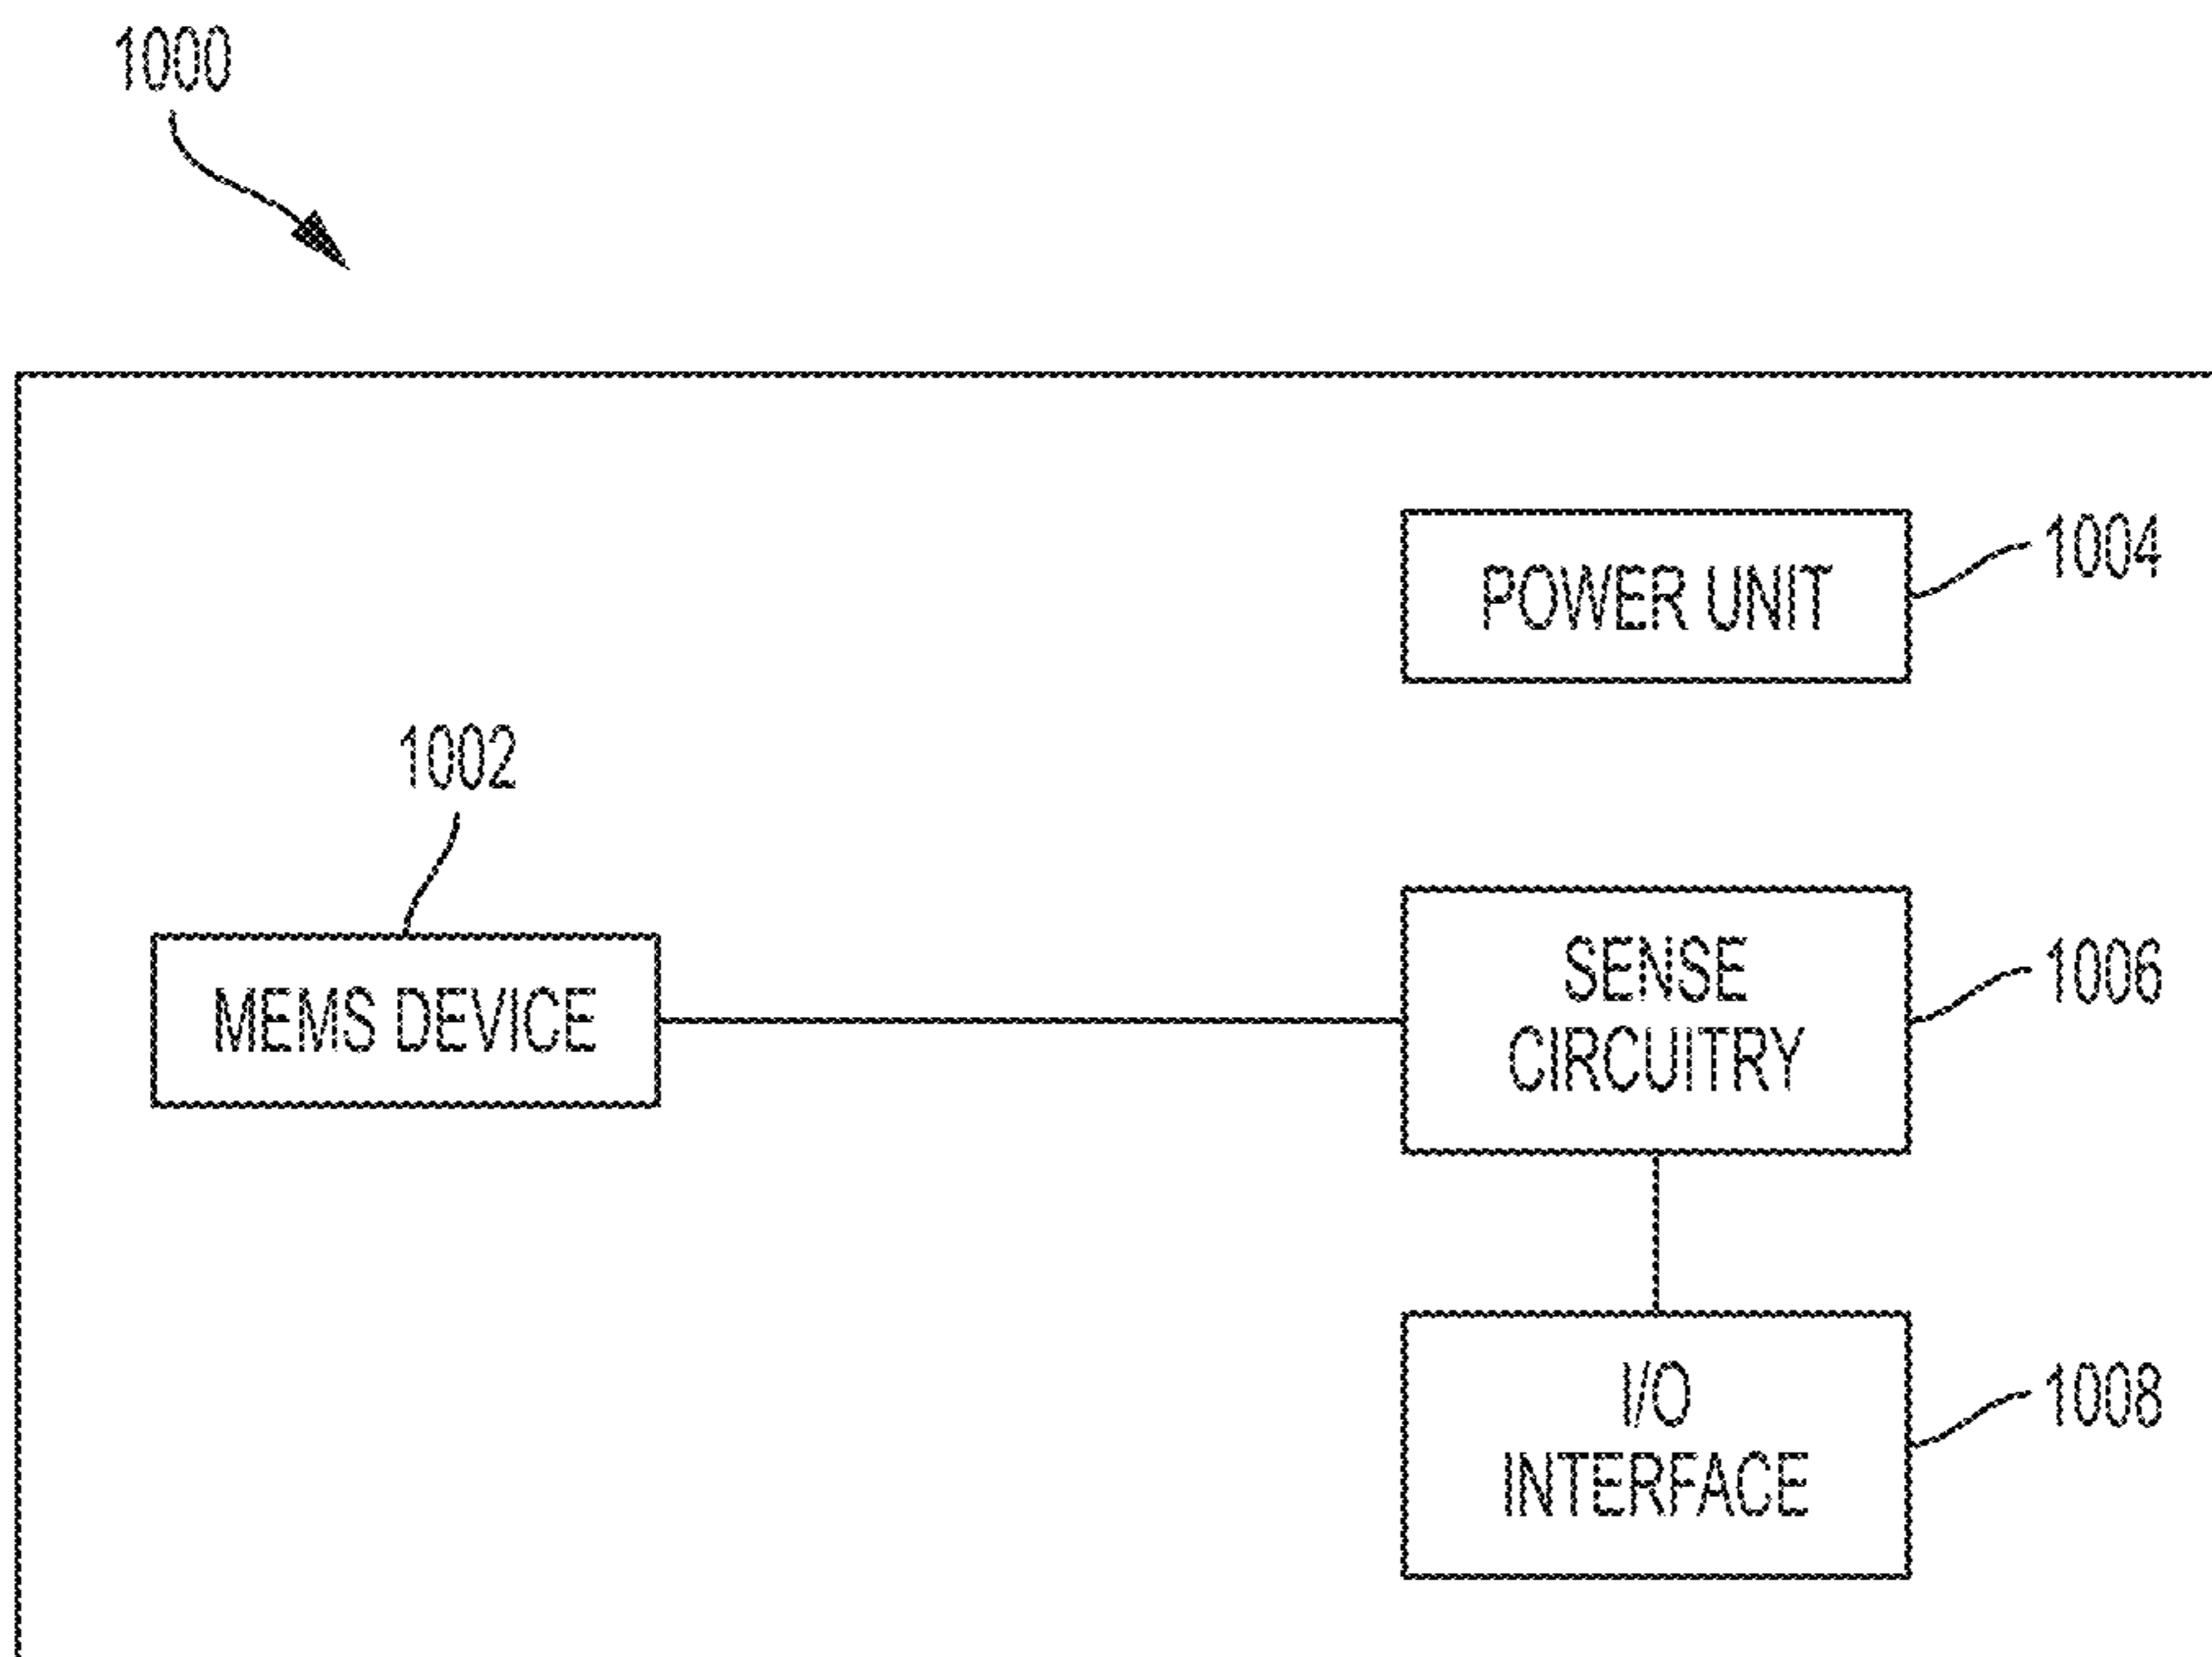 1000
POWER UNIT
1004
1002
MEMS DEVICE
SENSE
CIRCUITRY
1006
I/O
INTERFACE
1008